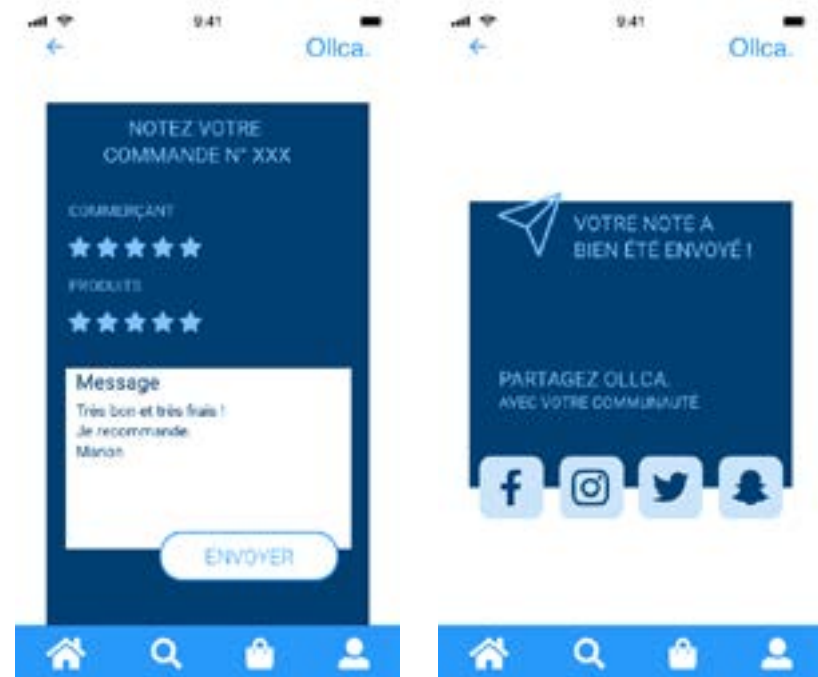 9:41
Ollca.
NOTEZ VOTRE
COMMANDE N° XXX
COMMERÇANT
PRODUITS
Message
Très bon et très frais !
Je recommande.
Manon
ENVOYER
9:41
Ollca.
VOTRE NOTE A
BIEN ÉTÉ ENVOYÉ !
PARTAGEZ OLLCA.
AVEC VOTRE COMMUNAUTÉ